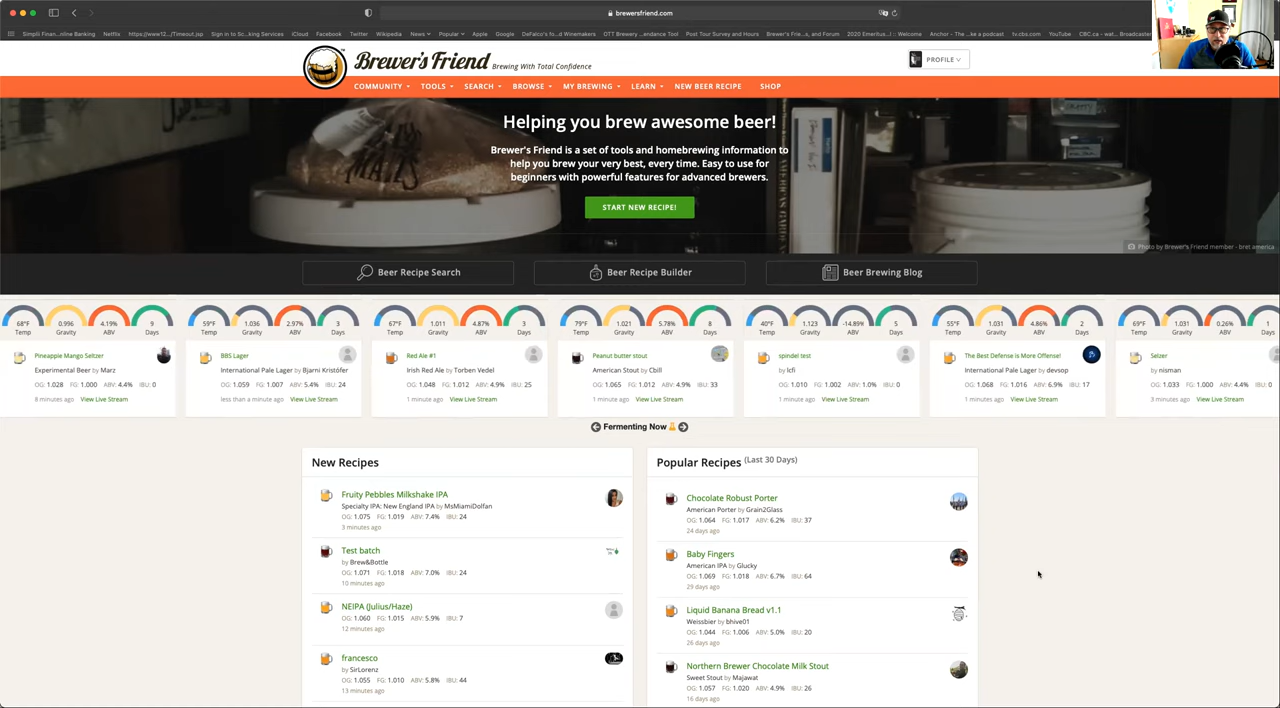 brewersfriend.com
Simplii Finan...nline Banking Netflix https://www12.../Timeout.jsp Sign in to Sc...king Services iCloud Facebook Twitter Wikipedia News Popular Apple Google DeFalco's fo...d Winemakers OTT Brewery ...endance Tool Post Tour Survey and Hours Brewer's Frie..., and Forum 2020 Emeritus...: : Welcome Anchor - The ...ke a podcast tv.cbs.com YouTube CBC.ca - wat... Broadcaster
Brewer's Friend Brewing With Total Confidence
PROFILE
COMMUNITY TOOLS SEARCH BROWSE MY BREWING LEARN NEW BEER RECIPE SHOP
Helping you brew awesome beer!
Brewer's Friend is a set of tools and homebrewing information to
help you brew your very best, every time. Easy to use for
beginners with powerful features for advanced brewers.
START NEW RECIPE!
Photo by Brewer's Friend member - bret america
Beer Recipe Search Beer Recipe Builder Beer Brewing Blog
68°F 0.996 4.19% 9 59°F 1.036 2.97% 3 67°F 1.011 4.87% 3 79°F 1.021 5.78% 8 40°F 1.123 -14.89% 5 55°F 1.031 4.86% 2 69°F 1.031 0.26% 1
Temp Gravity ABV Days Temp Gravity ABV Days Temp Gravity ABV Days Temp Gravity ABV Days Temp Gravity ABV Days Temp Gravity ABV Days Temp Gravity ABV Days
Pineapple Mango Seltzer BBS Lager Red Ale #1 Peanut butter stout spindel test The Best Defense is More Offense! Selzer
Experimental Beer by Marz International Pale Lager by Bjarni Kristófer Irish Red Ale by Torben Vedel American Stout by Cbill by lcfi International Pale Lager by devsop by nisman
OG: 1.028 FG: 1.000 ABV: 4.4% IBU: 0 OG: 1.059 FG: 1.007 ABV: 5.4% IBU: 24 OG: 1.048 FG: 1.012 ABV: 4.9% IBU: 25 OG: 1.065 FG: 1.012 ABV: 4.9% IBU: 33 OG: 1.010 FG: 1.002 ABV: 1.0% IBU: 0 OG: 1.068 FG: 1.016 ABV: 6.9% IBU: 17 OG: 1.033 FG: 1.000 ABV: 4.4% IBU: 0
8 minutes ago View Live Stream less than a minute ago View Live Stream 1 minute ago View Live Stream 1 minute ago View Live Stream 1 minute ago View Live Stream 1 minutes ago View Live Stream 3 minutes ago View Live Stream
Fermenting Now
New Recipes
Fruity Pebbles Milkshake IPA
Specialty IPA: New England IPA by MsMiamiDolfan
OG: 1.075 FG: 1.019 ABV: 7.4% IBU: 24
3 minutes ago
Test batch
by Brew&Bottle
OG: 1.071 FG: 1.018 ABV: 7.0% IBU: 24
10 minutes ago
NEIPA (Julius/Haze)
OG: 1.060 FG: 1.015 ABV: 5.9% IBU: 7
12 minutes ago
francesco
by SirLorenz
OG: 1.055 FG: 1.010 ABV: 5.8% IBU: 44
13 minutes ago
Popular Recipes (Last 30 Days)
Chocolate Robust Porter
American Porter by Grain2Glass
OG: 1.064 FG: 1.017 ABV: 6.2% IBU: 37
24 days ago
Baby Fingers
American IPA by Glucky
OG: 1.069 FG: 1.018 ABV: 6.7% IBU: 64
29 days ago
Liquid Banana Bread v1.1
Weissbier by bhive01
OG: 1.044 FG: 1.006 ABV: 5.0% IBU: 20
26 days ago
Northern Brewer Chocolate Milk Stout
Sweet Stout by Majawat
OG: 1.057 FG: 1.020 ABV: 4.9% IBU: 26
16 days ago